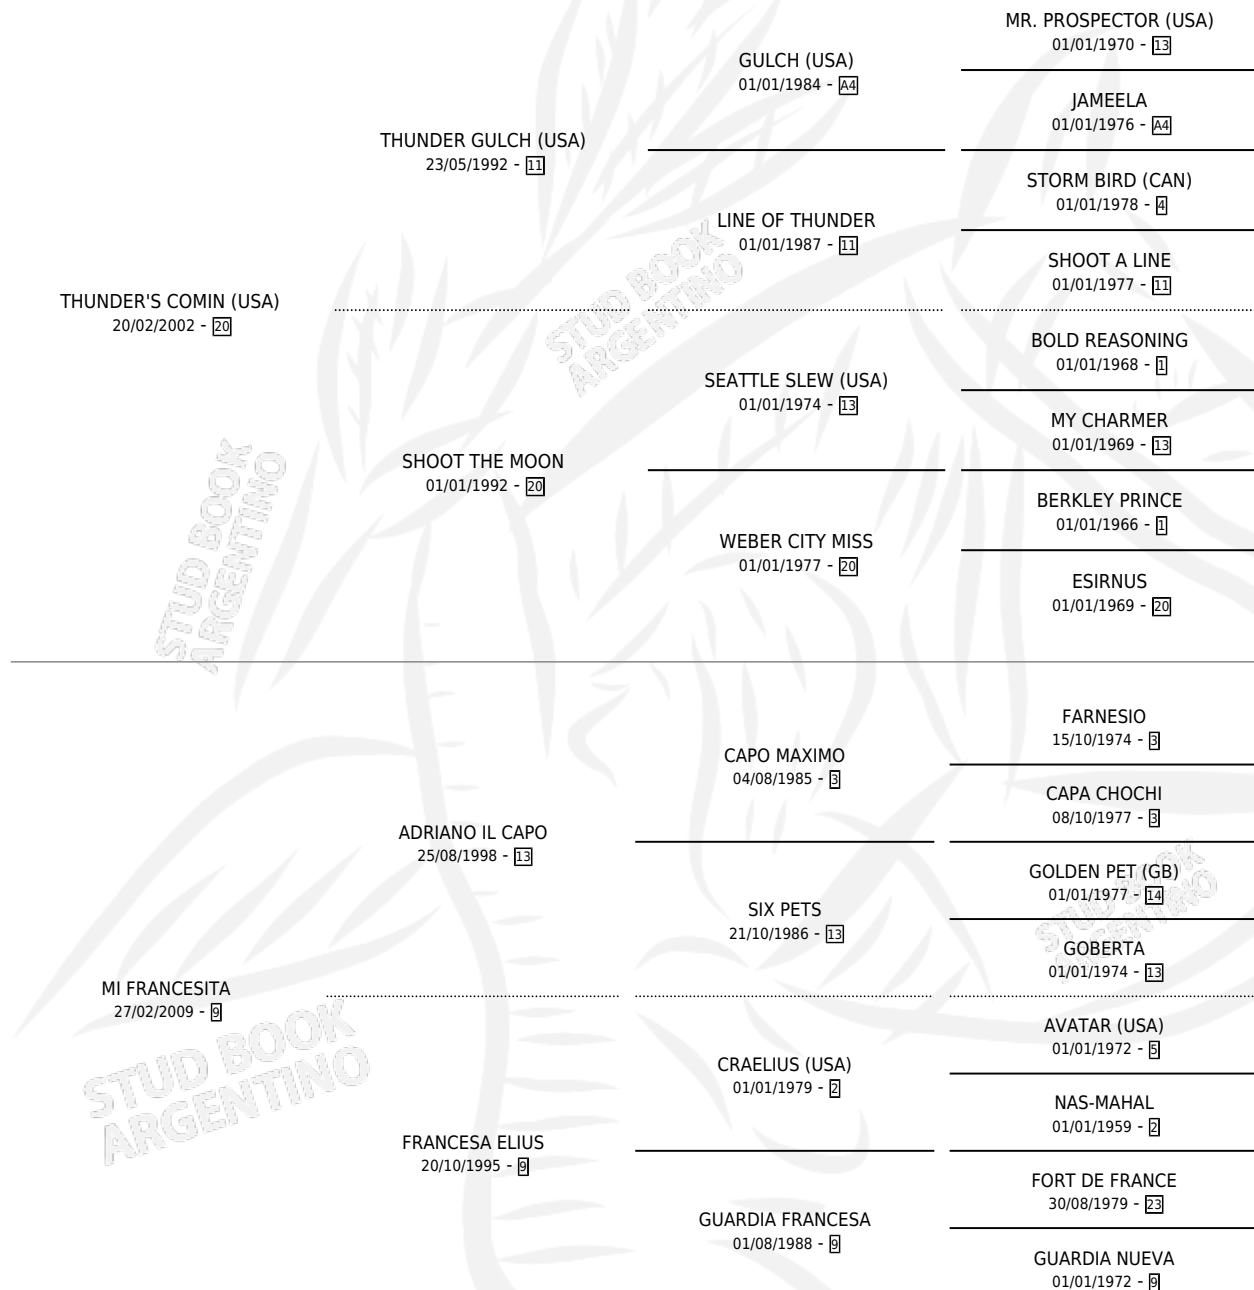 MR. PROSPECTOR (USA)
01/01/1970 - 13
GULCH (USA)
01/01/1984 - A4
JAMEELA
01/01/1976 - A4
THUNDER GULCH (USA)
23/05/1992 - 11
STORM BIRD (CAN)
01/01/1978 - 4
LINE OF THUNDER
01/01/1987 - 11
SHOOT A LINE
01/01/1977 - 11
THUNDER'S COMIN (USA)
20/02/2002 - 20
STUD BOOK
ARGENTINO
BOLD REASONING
01/01/1968 - 1
SEATTLE SLEW (USA)
01/01/1974 - 13
MY CHARMER
01/01/1969 - 13
SHOOT THE MOON
01/01/1992 - 20
BERKLEY PRINCE
01/01/1966 - 1
WEBER CITY MISS
01/01/1977 - 20
ESIRNUS
01/01/1969 - 20
STUD BOOK
ARGENTINO
FARNESIO
15/10/1974 - 3
CAPO MAXIMO
04/08/1985 - 3
CAPA CHOCHI
08/10/1977 - 3
ADRIANO IL CAPO
25/08/1998 - 13
GOLDEN PET (GB)
01/01/1977 - 14
SIX PETS
21/10/1986 - 13
GOBERTA
01/01/1974 - 13
STUD BOOK
ARGENTINO
MI FRANCESITA
27/02/2009 - 9
STUD BOOK
ARGENTINO
AVATAR (USA)
01/01/1972 - 5
CRAELIUS (USA)
01/01/1979 - 2
NAS-MAHAL
01/01/1959 - 2
FRANCESA ELIUS
20/10/1995 - 9
FORT DE FRANCE
30/08/1979 - 23
GUARDIA FRANCESA
01/08/1988 - 9
GUARDIA NUEVA
01/01/1972 - 9